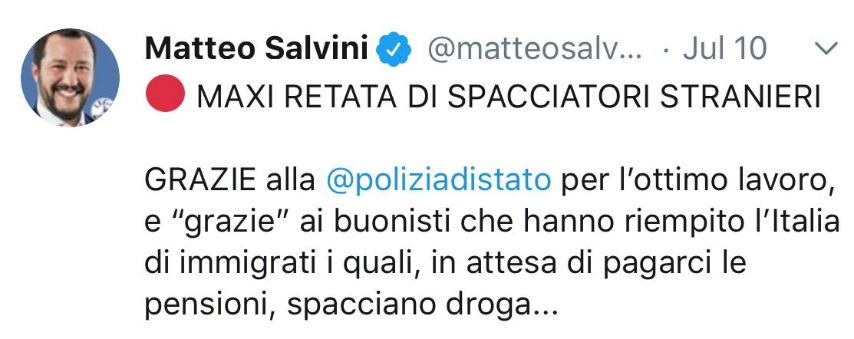 Matteo Salvini @matteosalv... · Jul 10
MAXI RETATA DI SPACCIATORI STRANIERI
GRAZIE alla @poliziadistato per l’ottimo lavoro,
e “grazie” ai buonisti che hanno riempito l’Italia
di immigrati i quali, in attesa di pagarci le
pensioni, spacciano droga...